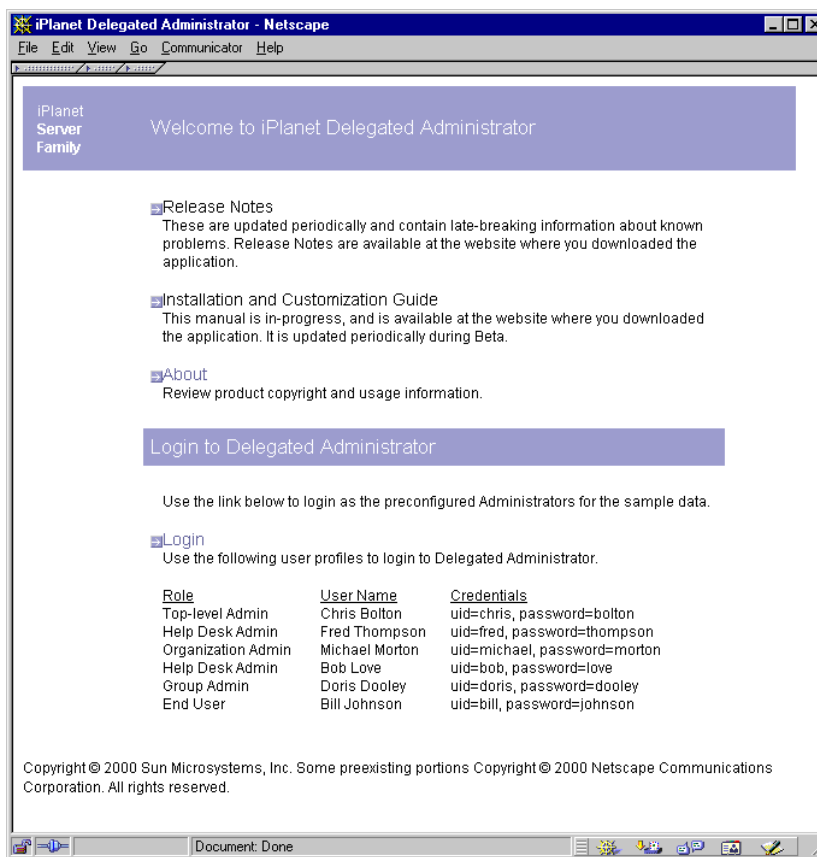 iPlanet Delegated Administrator - Netscape
File Edit View Go Communicator Help
iPlanet
Server
Family
Welcome to iPlanet Delegated Administrator
Release Notes
These are updated periodically and contain late-breaking information about known
problems. Release Notes are available at the website where you downloaded the
application.
Installation and Customization Guide
This manual is in-progress, and is available at the website where you downloaded
the application. It is updated periodically during Beta.
About
Review product copyright and usage information.
Login to Delegated Administrator
Use the link below to login as the preconfigured Administrators for the sample data.
Login
Use the following user profiles to login to Delegated Administrator.
Role User Name Credentials
Top-level Admin Chris Bolton uid=chris, password=bolton
Help Desk Admin Fred Thompson uid=fred, password=thompson
Organization Admin Michael Morton uid=michael, password=morton
Help Desk Admin Bob Love uid=bob, password=love
Group Admin Doris Dooley uid=doris, password=dooley
End User Bill Johnson uid=bill, password=johnson
Copyright © 2000 Sun Microsystems, Inc. Some preexisting portions Copyright © 2000 Netscape Communications
Corporation. All rights reserved.
Document: Done